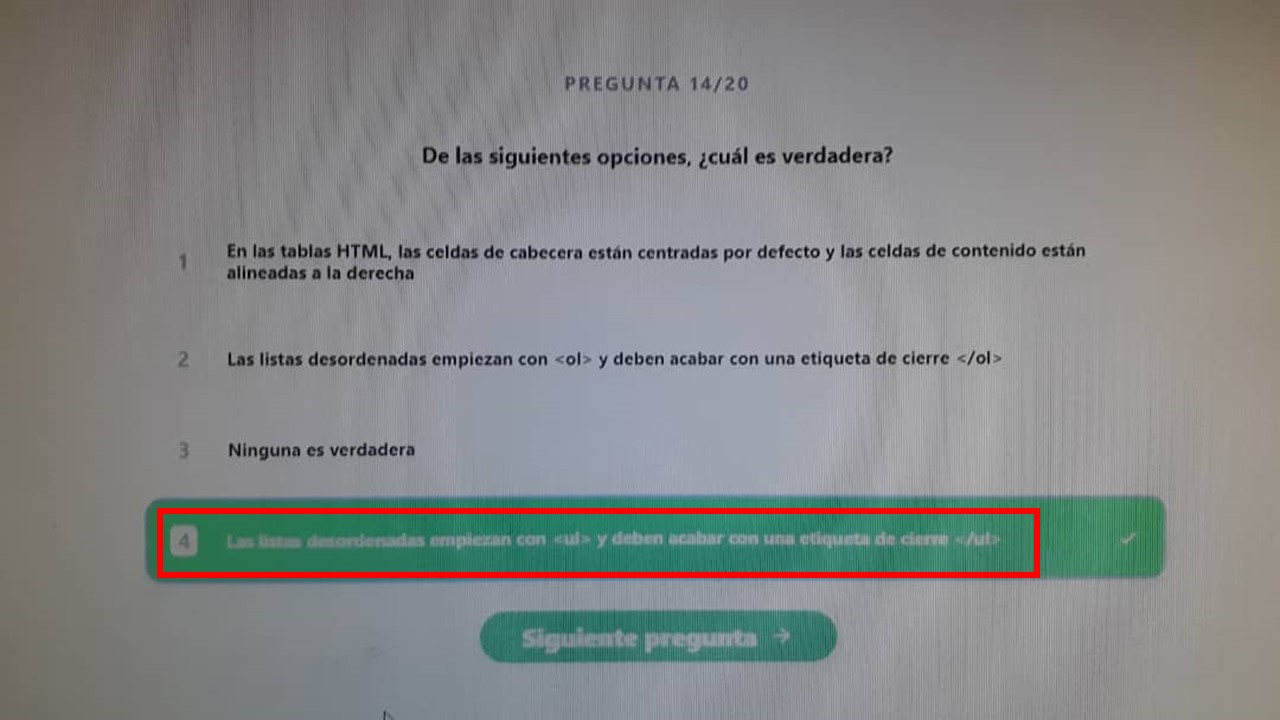 PREGUNTA 14/20
De las siguientes opciones, ¿cuál es verdadera?
1 En las tablas HTML, las celdas de cabecera están centradas por defecto y las celdas de contenido están
alineadas a la derecha
2 Las listas desordenadas empiezan con <ol> y deben acabar con una etiqueta de cierre </ol>
3 Ninguna es verdadera
4 Las listas desordenadas empiezan con <ul> y deben acabar con una etiqueta de cierre </ul>
Siguiente pregunta →